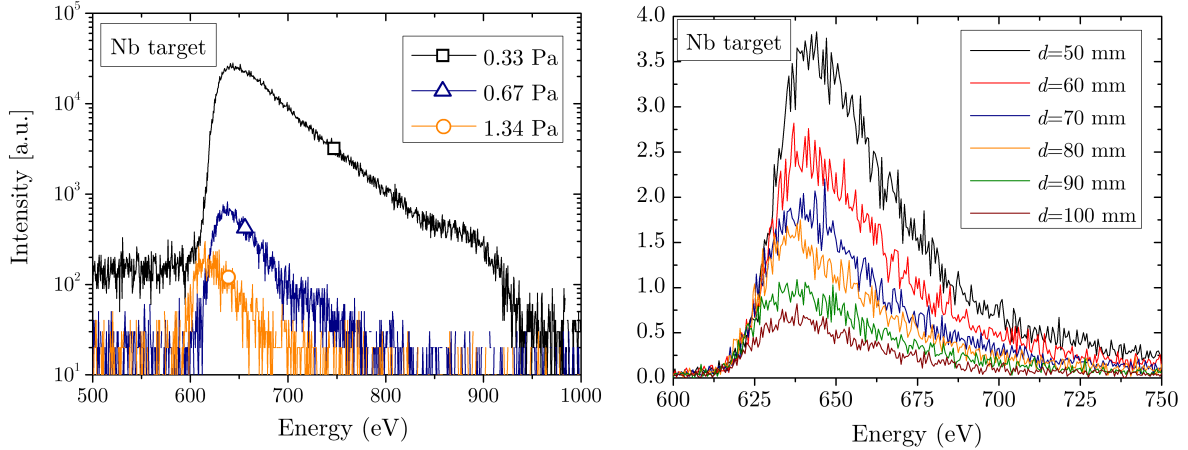 Nb target
0.33 Pa
0.67 Pa
1.34 Pa
10^5
10^4
10^3
10^2
10^1
Intensity [a.u.]
500 600 700 800 900 1000
Energy (eV)
Nb target
d=50 mm
d=60 mm
d=70 mm
d=80 mm
d=90 mm
d=100 mm
4.0
3.5
3.0
2.5
2.0
1.5
1.0
0.5
0.0
600 625 650 675 700 725 750
Energy (eV)